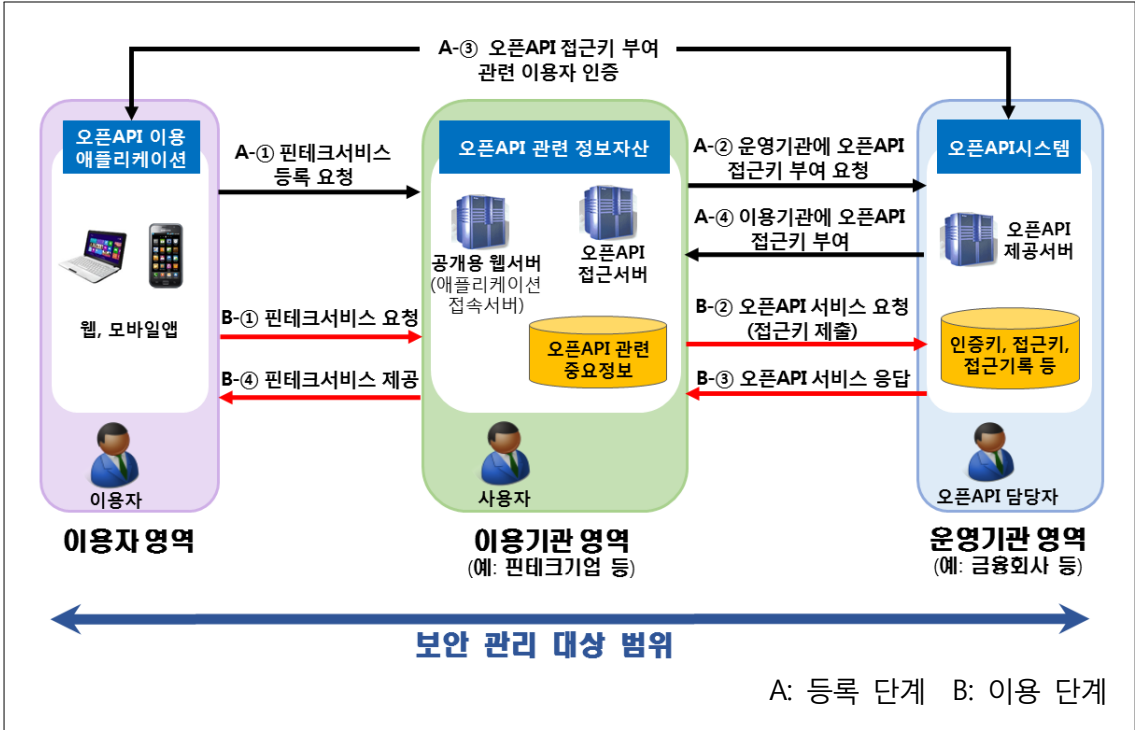 A-③ 오픈API 접근키 부여
관련 이용자 인증
오픈API 이용
애플리케이션
A-① 핀테크서비스
등록 요청
오픈API 관련 정보자산
A-② 운영기관에 오픈API
접근키 부여 요청
오픈API시스템
A-④ 이용기관에 오픈API
접근키 부여
오픈API
제공서버
공개용 웹서버
(애플리케이션
접속서버)
오픈API
접근서버
웹, 모바일앱
B-① 핀테크서비스 요청
B-② 오픈API 서비스 요청
(접근키 제출)
오픈API 관련
중요정보
인증키, 접근키,
접근기록 등
B-④ 핀테크서비스 제공
B-③ 오픈API 서비스 응답
이용자
사용자
오픈API 담당자
이용자 영역
이용기관 영역
(예: 핀테크기업 등)
운영기관 영역
(예: 금융회사 등)
보안 관리 대상 범위
A: 등록 단계 B: 이용 단계